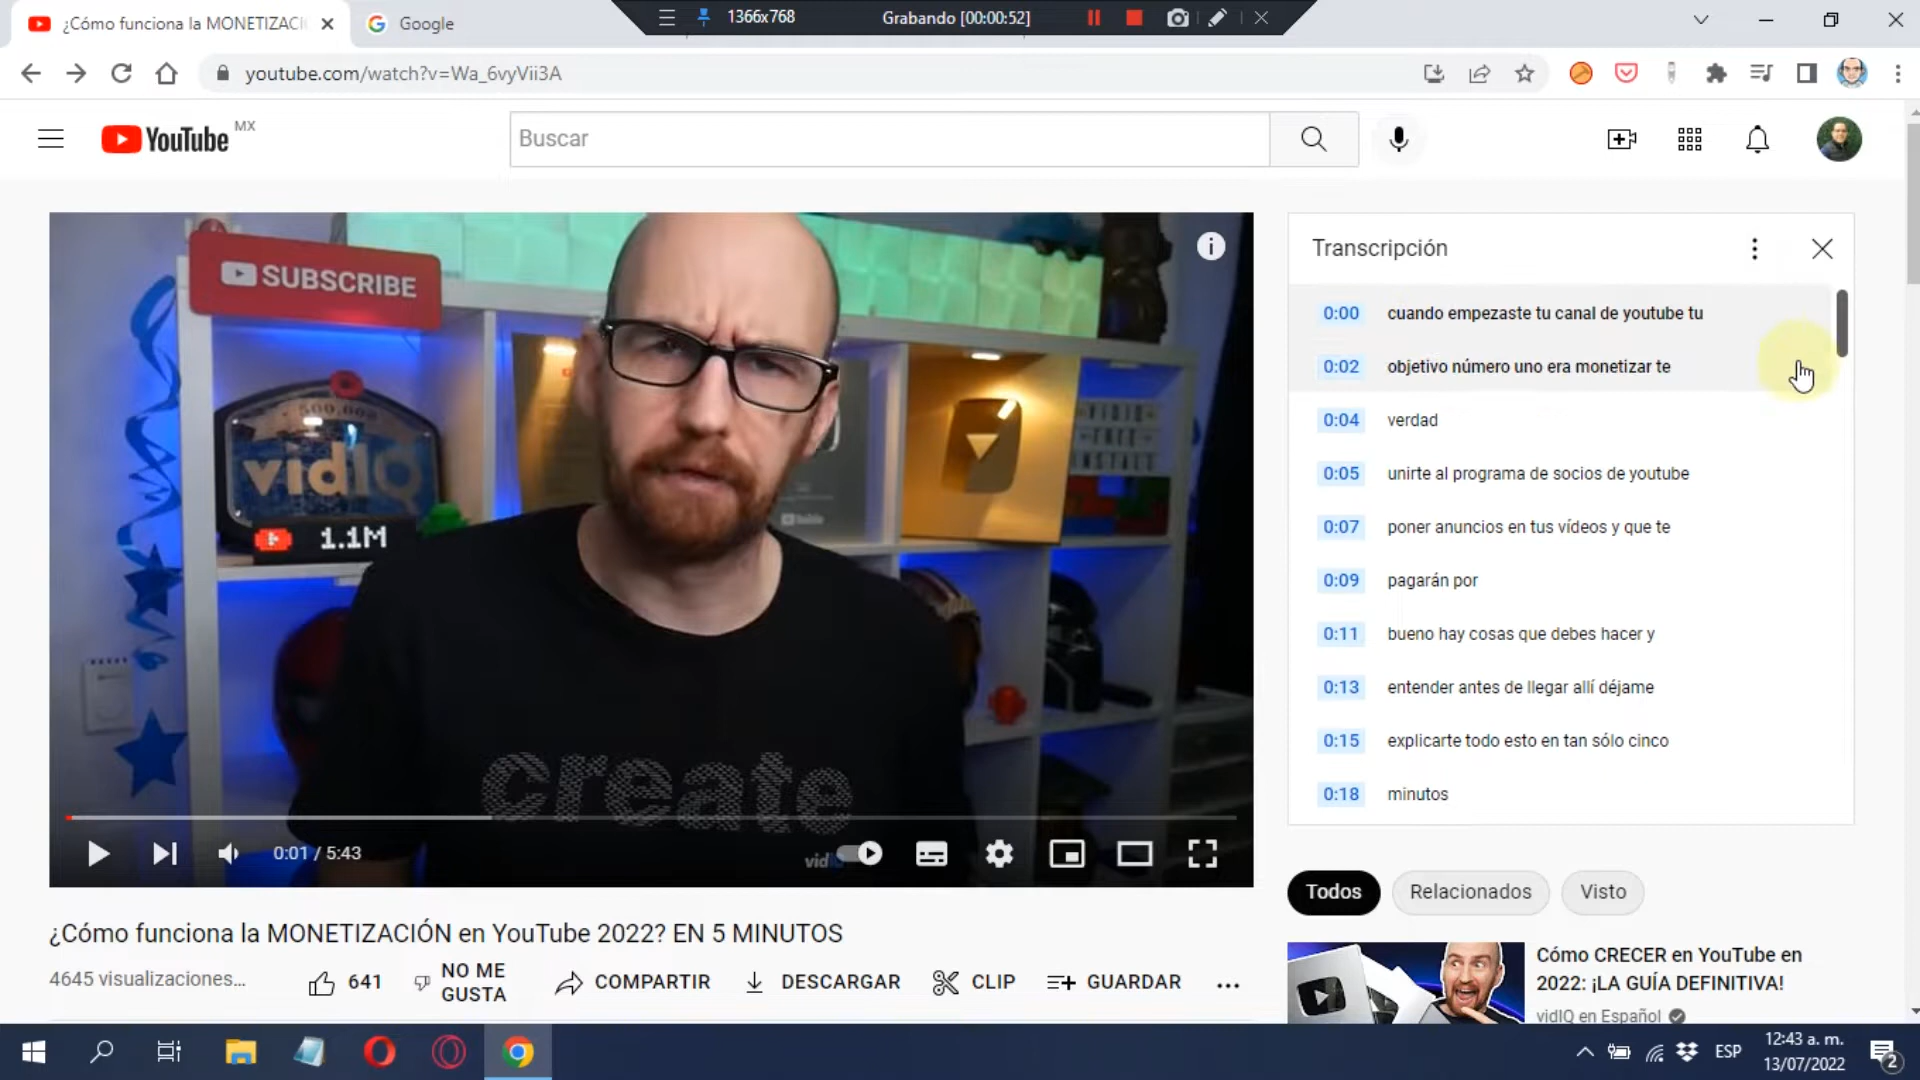 ¿Cómo funciona la MONETIZACI
Google
1366x768
Grabando [00:00:52]
youtube.com/watch?v=Wa_6vyVii3A
YouTube MX
Buscar
SUBSCRIBE
500,000
vidIQ
1.1M
create
vidIQ
0:01 / 5:43
Transcripción
0:00 cuando empezaste tu canal de youtube tu
0:02 objetivo número uno era monetizar te
0:04 verdad
0:05 unirte al programa de socios de youtube
0:07 poner anuncios en tus vídeos y que te
0:09 pagarán por
0:11 bueno hay cosas que debes hacer y
0:13 entender antes de llegar allí déjame
0:15 explicarte todo esto en tan sólo cinco
0:18 minutos
Todos Relacionados Visto
¿Cómo funciona la MONETIZACIÓN en YouTube 2022? EN 5 MINUTOS
4645 visualizaciones...
641
NO ME GUSTA
COMPARTIR
DESCARGAR
CLIP
GUARDAR
Cómo CRECER en YouTube en
2022: ¡LA GUÍA DEFINITIVA!
vidIQ en Español
ESP
12:43 a. m.
13/07/2022
2